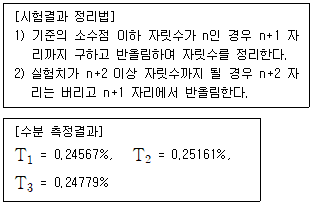 [시험결과 정리법]
1) 기준의 소수점 이하 자릿수가 n인 경우 n+1 자
리까지 구하고 반올림하여 자릿수를 정리한다.
2) 실험치가 n+2이상 자릿수까지 될 경우 n+2 자
리는 버리고 n+1 자리에서 반올림한다.
[수분 측정결과]
T₁ = 0.24567%, T₂ = 0.25161%,
T₃ = 0.24779%